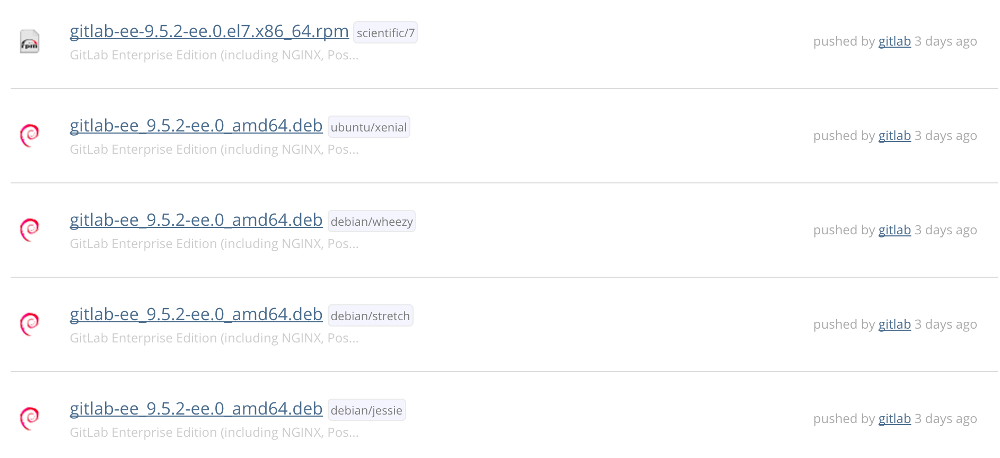 gitlab-ee-9.5.2-ee.0.el7.x86_64.rpm scientific/7
GitLab Enterprise Edition (including NGINX, Pos...
pushed by gitlab 3 days ago
rpm
gitlab-ee_9.5.2-ee.0_amd64.deb ubuntu/xenial
GitLab Enterprise Edition (including NGINX, Pos...
pushed by gitlab 3 days ago
gitlab-ee_9.5.2-ee.0_amd64.deb debian/wheezy
GitLab Enterprise Edition (including NGINX, Pos...
pushed by gitlab 3 days ago
gitlab-ee_9.5.2-ee.0_amd64.deb debian/stretch
GitLab Enterprise Edition (including NGINX, Pos...
pushed by gitlab 3 days ago
gitlab-ee_9.5.2-ee.0_amd64.deb debian/jessie
GitLab Enterprise Edition (including NGINX, Pos...
pushed by gitlab 3 days ago